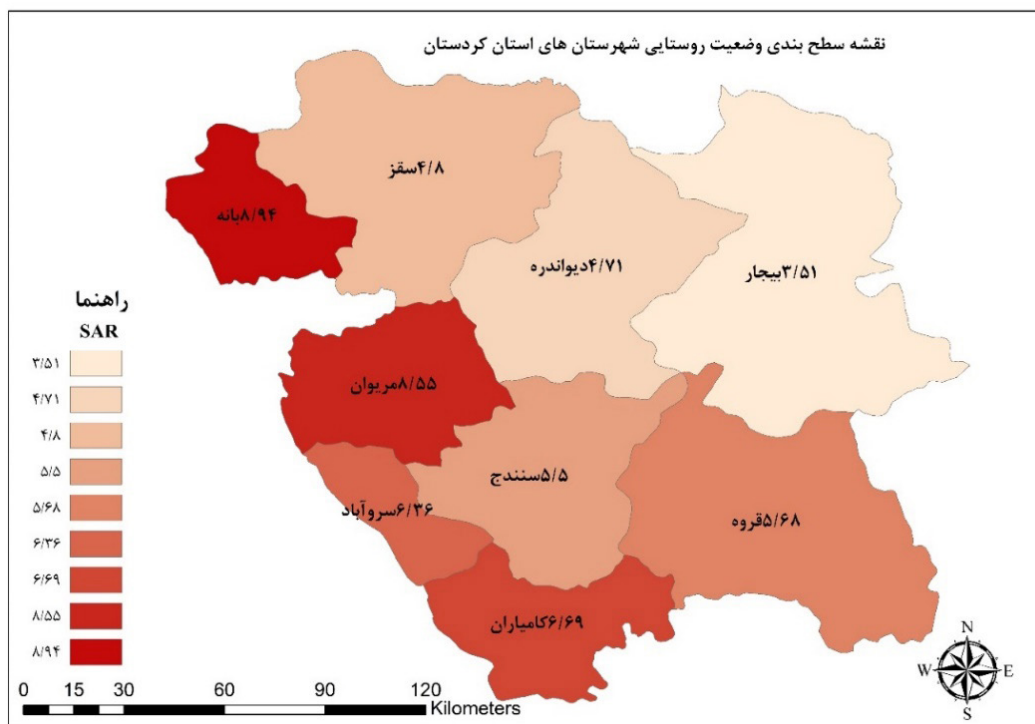 نقشه سطح بندی وضعیت روستایی شهرستان های استان کردستان
۴/۸سقز
۸/۹۴بانه
۴/۷۱دیواندره
۳/۵۱بیجار
۸/۵۵مریوان
۵/۵سنندج
۶/۳۶سروآباد
۵/۶۸قروه
۶/۶۹کامیاران
راهنما
SAR
۳/۵۱
۴/۷۱
۴/۸
۵/۵
۵/۶۸
۶/۳۶
۶/۶۹
۸/۵۵
۸/۹۴
0 15 30 60 90 120
Kilometers
N
W E
S